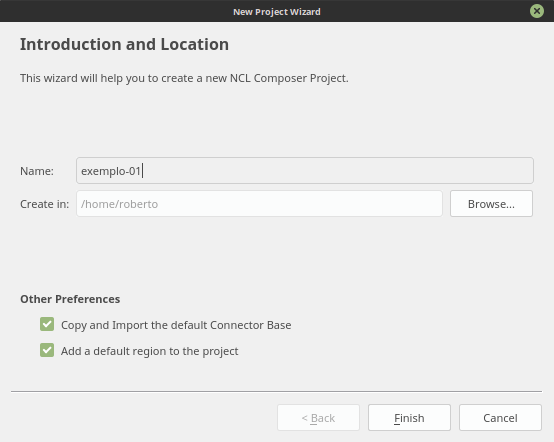 New Project Wizard
Introduction and Location
This wizard will help you to create a new NCL Composer Project.
Name: exemplo-01
Create in: /home/roberto Browse...
Other Preferences
Copy and Import the default Connector Base
Add a default region to the project
< Back Finish Cancel